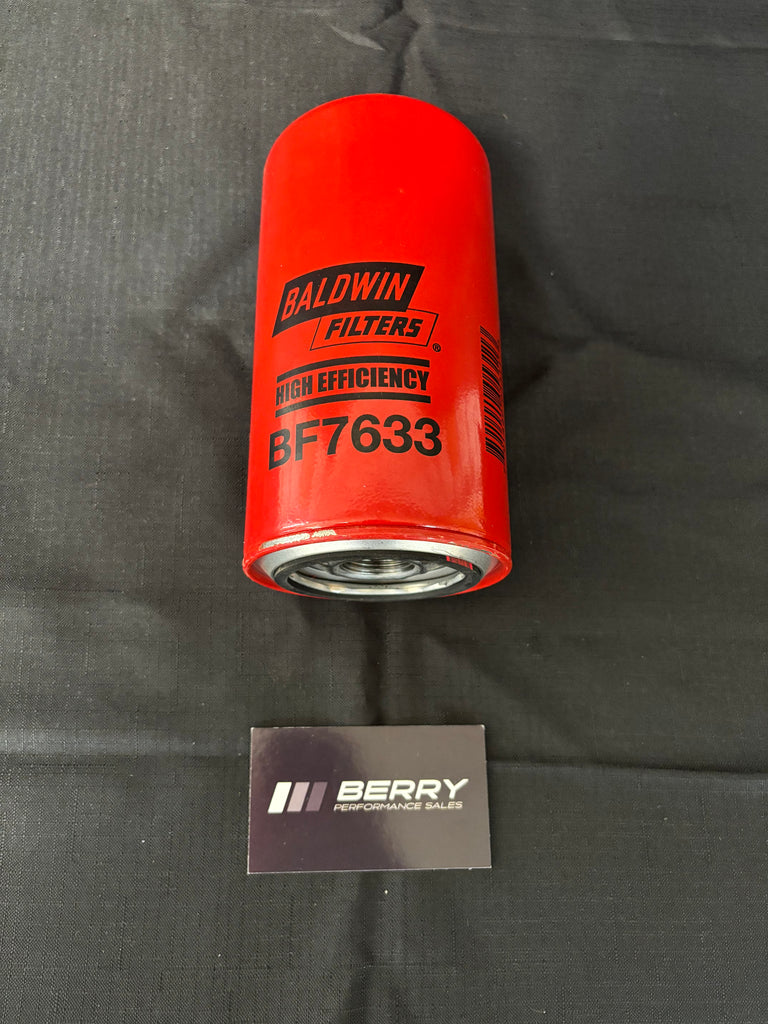 BALDWIN
FILTERS
®
HIGH EFFICIENCY
BF7633
BERRY
PERFORMANCE SALES